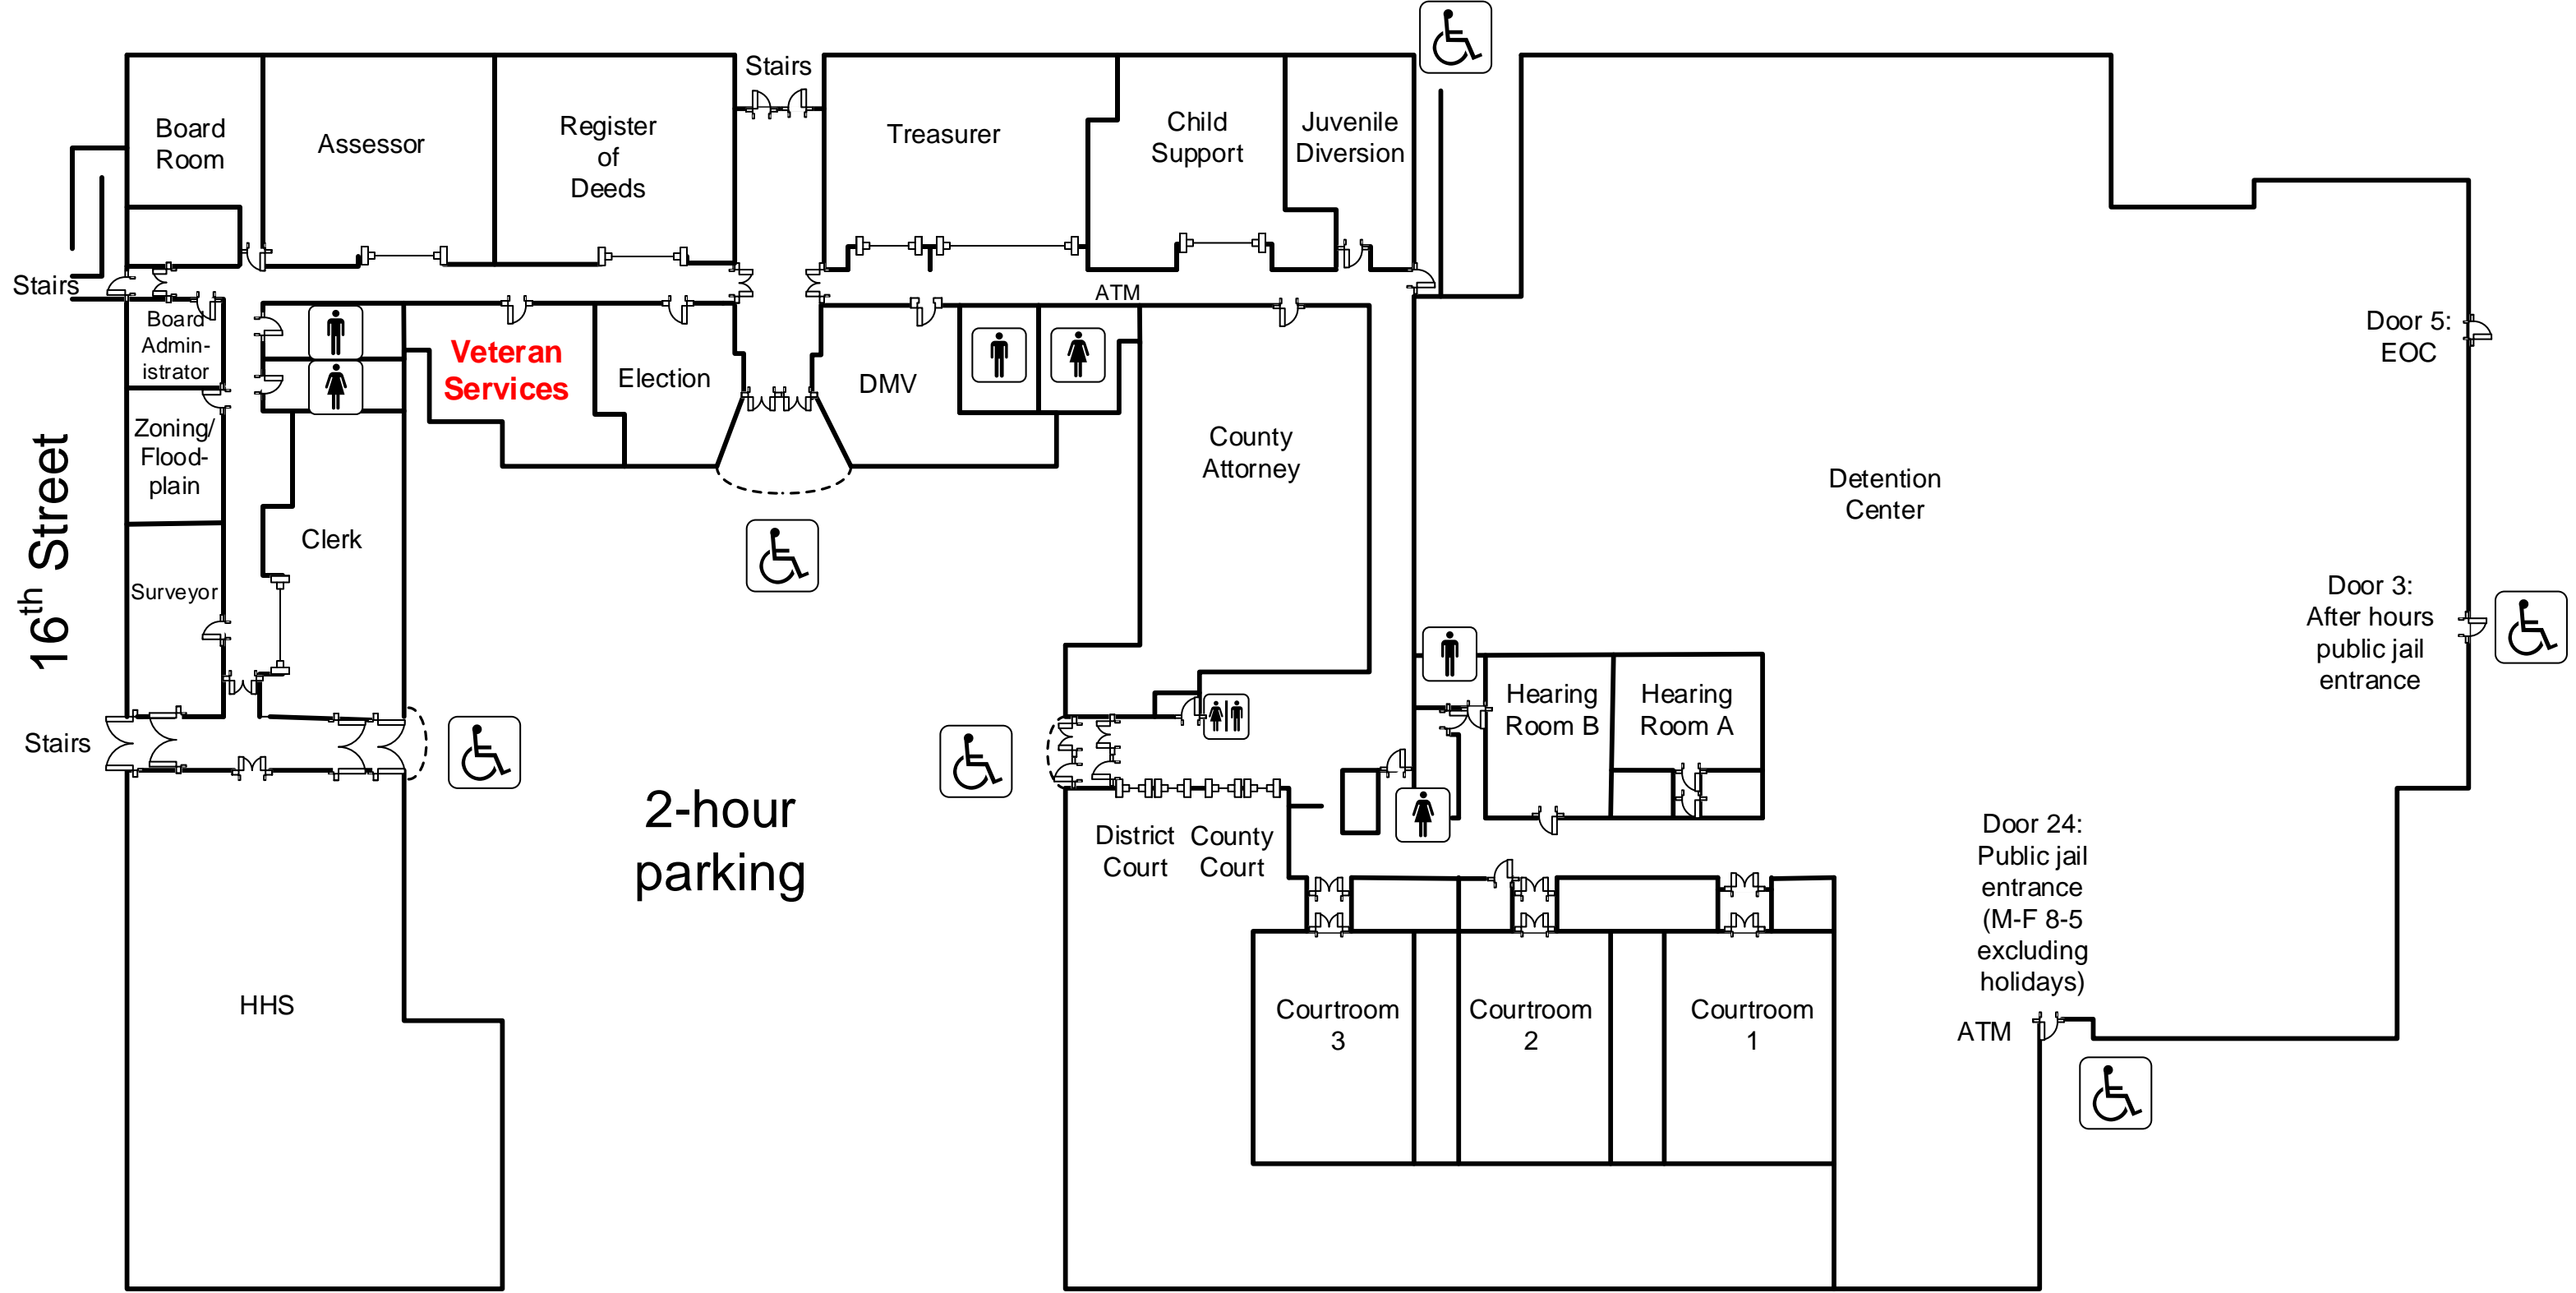 Stairs
Board
Room
Assessor
Register
of
Deeds
Treasurer
Child
Support
Juvenile
Diversion
Stairs
ATM
Board
Admin-
istrator
Veteran
Services
Election
DMV
Door 5:
EOC
Zoning/
Flood-
plain
County
Attorney
Detention
Center
16th Street
Clerk
Surveyor
Door 3:
After hours
public jail
entrance
Hearing
Room B
Hearing
Room A
Stairs
2-hour
parking
District
Court
County
Court
Door 24:
Public jail
entrance
(M-F 8-5
excluding
holidays)
HHS
Courtroom
3
Courtroom
2
Courtroom
1
ATM